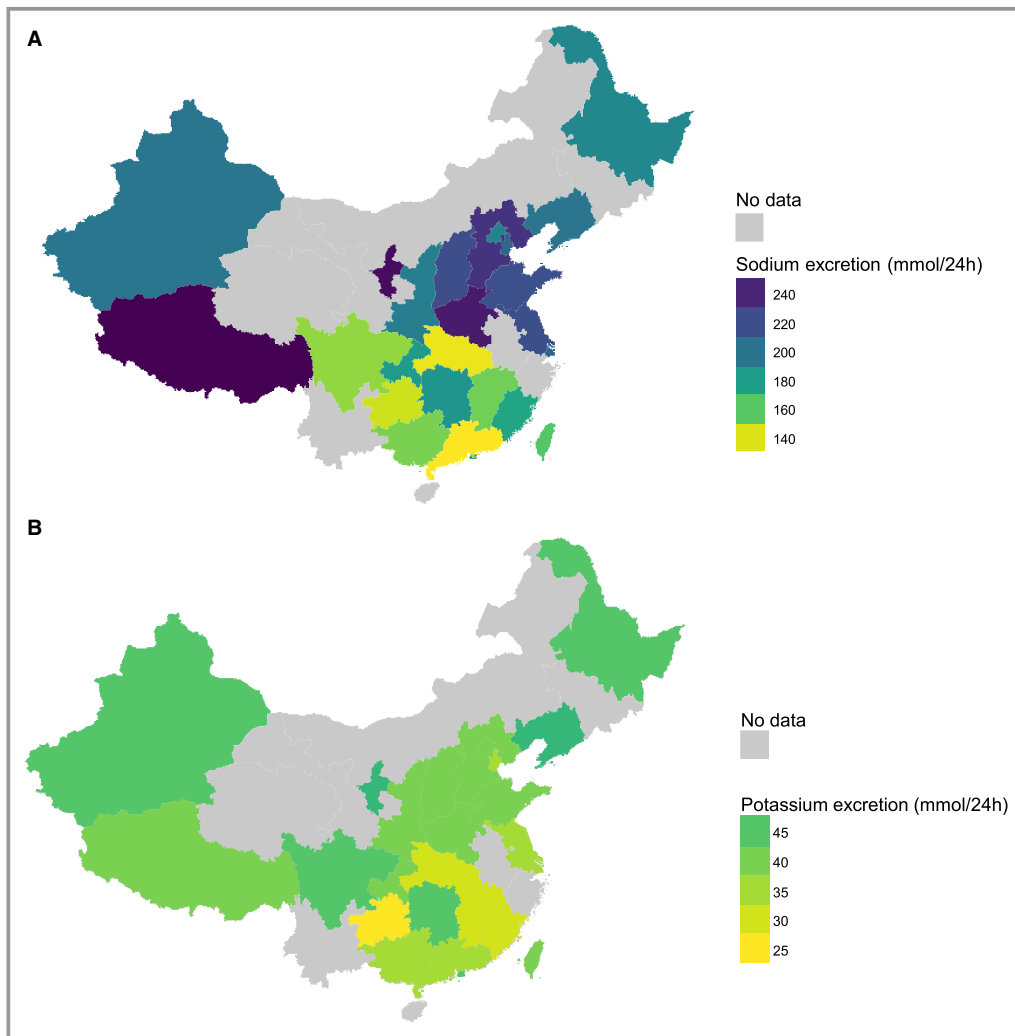 A
No data
Sodium excretion (mmol/24h)
240
220
200
180
160
140
B
No data
Potassium excretion (mmol/24h)
45
40
35
30
25